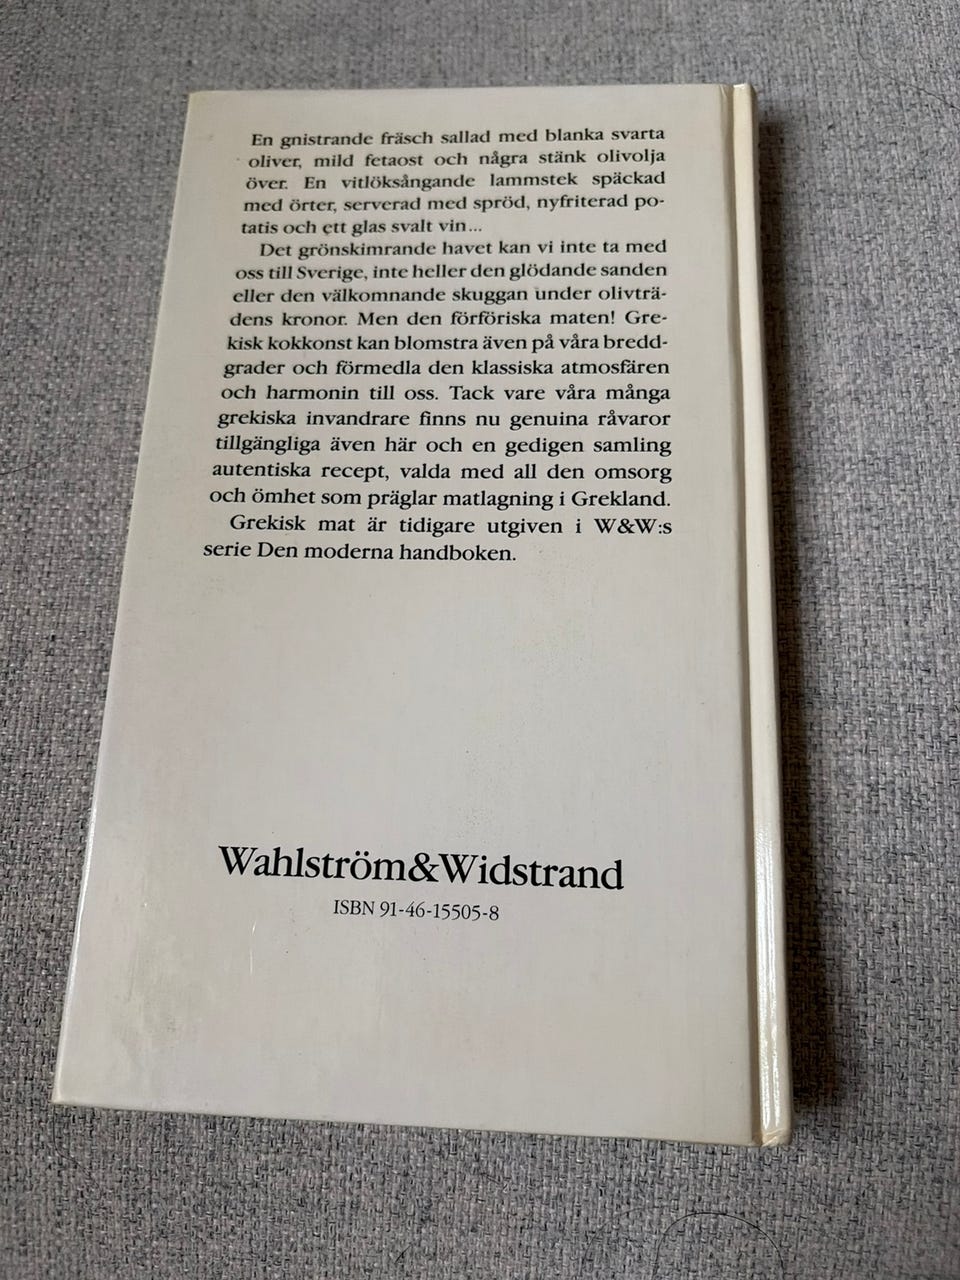 En gnistrande fräsch sallad med blanka svarta
oliver, mild fetaost och några stänk olivolja
över. En vitlöksångande lammstek späckad
med örter, serverad med spröd, nyfriterad po-
tatis och ett glas svalt vin...
Det grönskimrande havet kan vi inte ta med
oss till Sverige, inte heller den glödande sanden
eller den välkomnande skuggan under olivträ-
dens kronor. Men den förföriska maten! Gre-
kisk kokkonst kan blomstra även på våra bredd-
grader och förmedla den klassiska atmosfären
och harmonin till oss. Tack vare våra många
grekiska invandrare finns nu genuina råvaror
tillgängliga även här och en gedigen samling
autentiska recept, valda med all den omsorg
och ömhet som präglar matlagning i Grekland.
Grekisk mat är tidigare utgiven i W&W:s
serie Den moderna handboken.
Wahlström&Widstrand
ISBN 91-46-15505-8